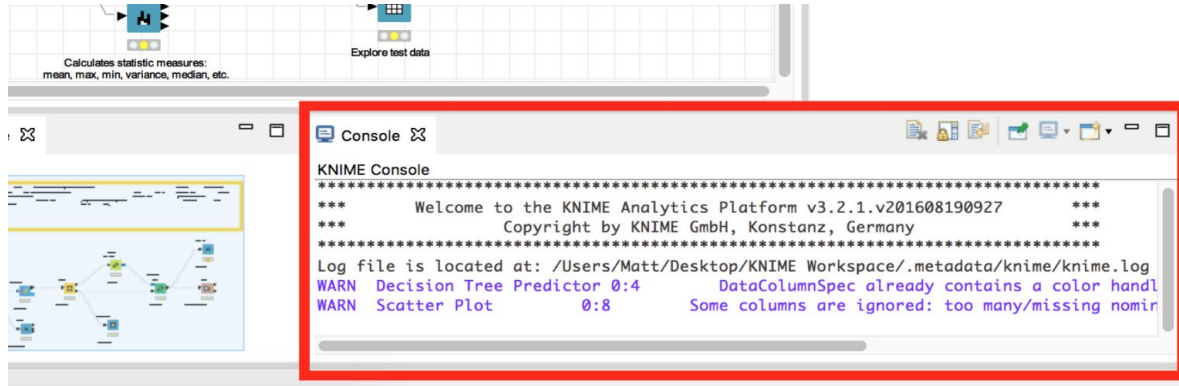 Calculates statistic measures:
mean, max, min, variance, median, etc.
Explore test data
Console
KNIME Console
********************************************************************************
*** Welcome to the KNIME Analytics Platform v3.2.1.v201608190927 ***
*** Copyright by KNIME GmbH, Konstanz, Germany ***
********************************************************************************
Log file is located at: /Users/Matt/Desktop/KNIME Workspace/.metadata/knime/knime.log
WARN Decision Tree Predictor 0:4 DataColumnSpec already contains a color handl
WARN Scatter Plot 0:8 Some columns are ignored: too many/missing nomin